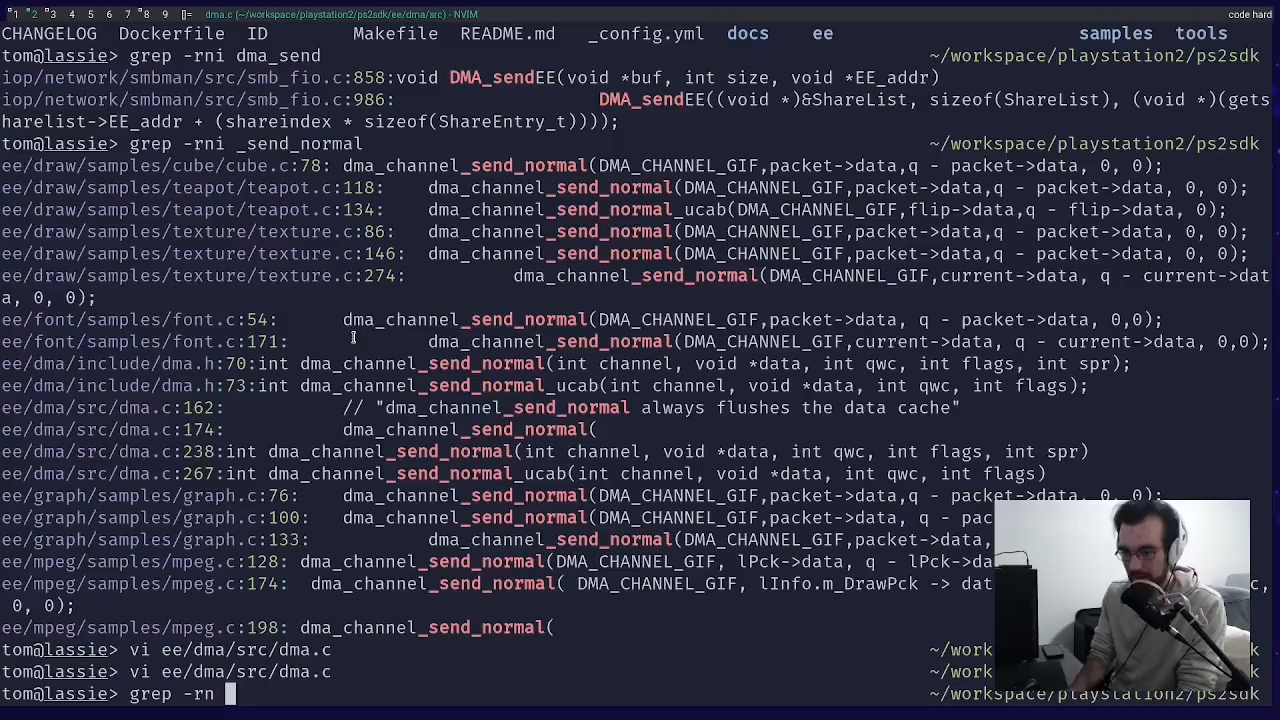 1 2 3 4 5 6 7 8 9 []= dma.c (~/workspace/playstation2/ps2sdk/ee/dma/src) - NVIM code hard
CHANGELOG Dockerfile ID Makefile README.md _config.yml docs ee samples tools
tom@lassie> grep -rni dma_send ~/workspace/playstation2/ps2sdk
iop/network/smbman/src/smb_fio.c:858:void DMA_sendEE(void *buf, int size, void *EE_addr)
iop/network/smbman/src/smb_fio.c:986: DMA_sendEE((void *)&ShareList, sizeof(ShareList), (void *)(gets
harelist->EE_addr + (shareindex * sizeof(ShareEntry_t))));
tom@lassie> grep -rni _send_normal ~/workspace/playstation2/ps2sdk
ee/draw/samples/cube/cube.c:78: dma_channel_send_normal(DMA_CHANNEL_GIF,packet->data,q - packet->data, 0, 0);
ee/draw/samples/teapot/teapot.c:118: dma_channel_send_normal(DMA_CHANNEL_GIF,packet->data,q - packet->data, 0, 0);
ee/draw/samples/teapot/teapot.c:134: dma_channel_send_normal_ucab(DMA_CHANNEL_GIF,flip->data,q - flip->data, 0);
ee/draw/samples/texture/texture.c:86: dma_channel_send_normal(DMA_CHANNEL_GIF,packet->data,q - packet->data, 0, 0);
ee/draw/samples/texture/texture.c:146: dma_channel_send_normal(DMA_CHANNEL_GIF,packet->data,q - packet->data, 0, 0);
ee/draw/samples/texture/texture.c:274: dma_channel_send_normal(DMA_CHANNEL_GIF,current->data, q - current->dat
a, 0, 0);
ee/font/samples/font.c:54: dma_channel_send_normal(DMA_CHANNEL_GIF,packet->data, q - packet->data, 0,0);
ee/font/samples/font.c:171: dma_channel_send_normal(DMA_CHANNEL_GIF,current->data, q - current->data, 0,0);
ee/dma/include/dma.h:70:int dma_channel_send_normal(int channel, void *data, int qwc, int flags, int spr);
ee/dma/include/dma.h:73:int dma_channel_send_normal_ucab(int channel, void *data, int qwc, int flags);
ee/dma/src/dma.c:162: // "dma_channel_send_normal always flushes the data cache"
ee/dma/src/dma.c:174: dma_channel_send_normal(
ee/dma/src/dma.c:238:int dma_channel_send_normal(int channel, void *data, int qwc, int flags, int spr)
ee/dma/src/dma.c:267:int dma_channel_send_normal_ucab(int channel, void *data, int qwc, int flags)
ee/graph/samples/graph.c:76: dma_channel_send_normal(DMA_CHANNEL_GIF,packet->data,q - packet->data, 0, 0);
ee/graph/samples/graph.c:100: dma_channel_send_normal(DMA_CHANNEL_GIF,packet->data,q - pac
ee/graph/samples/graph.c:133: dma_channel_send_normal(DMA_CHANNEL_GIF,packet->data,
ee/mpeg/samples/mpeg.c:128: dma_channel_send_normal(DMA_CHANNEL_GIF, lPck->data, q - lPck->da
ee/mpeg/samples/mpeg.c:174: dma_channel_send_normal( DMA_CHANNEL_GIF, lInfo.m_DrawPck -> dat c,
0, 0);
ee/mpeg/samples/mpeg.c:198: dma_channel_send_normal(
tom@lassie> vi ee/dma/src/dma.c ~/work sdk
tom@lassie> vi ee/dma/src/dma.c ~/work sdk
tom@lassie> grep -rn ~/workspace/playstation2/ps2sdk